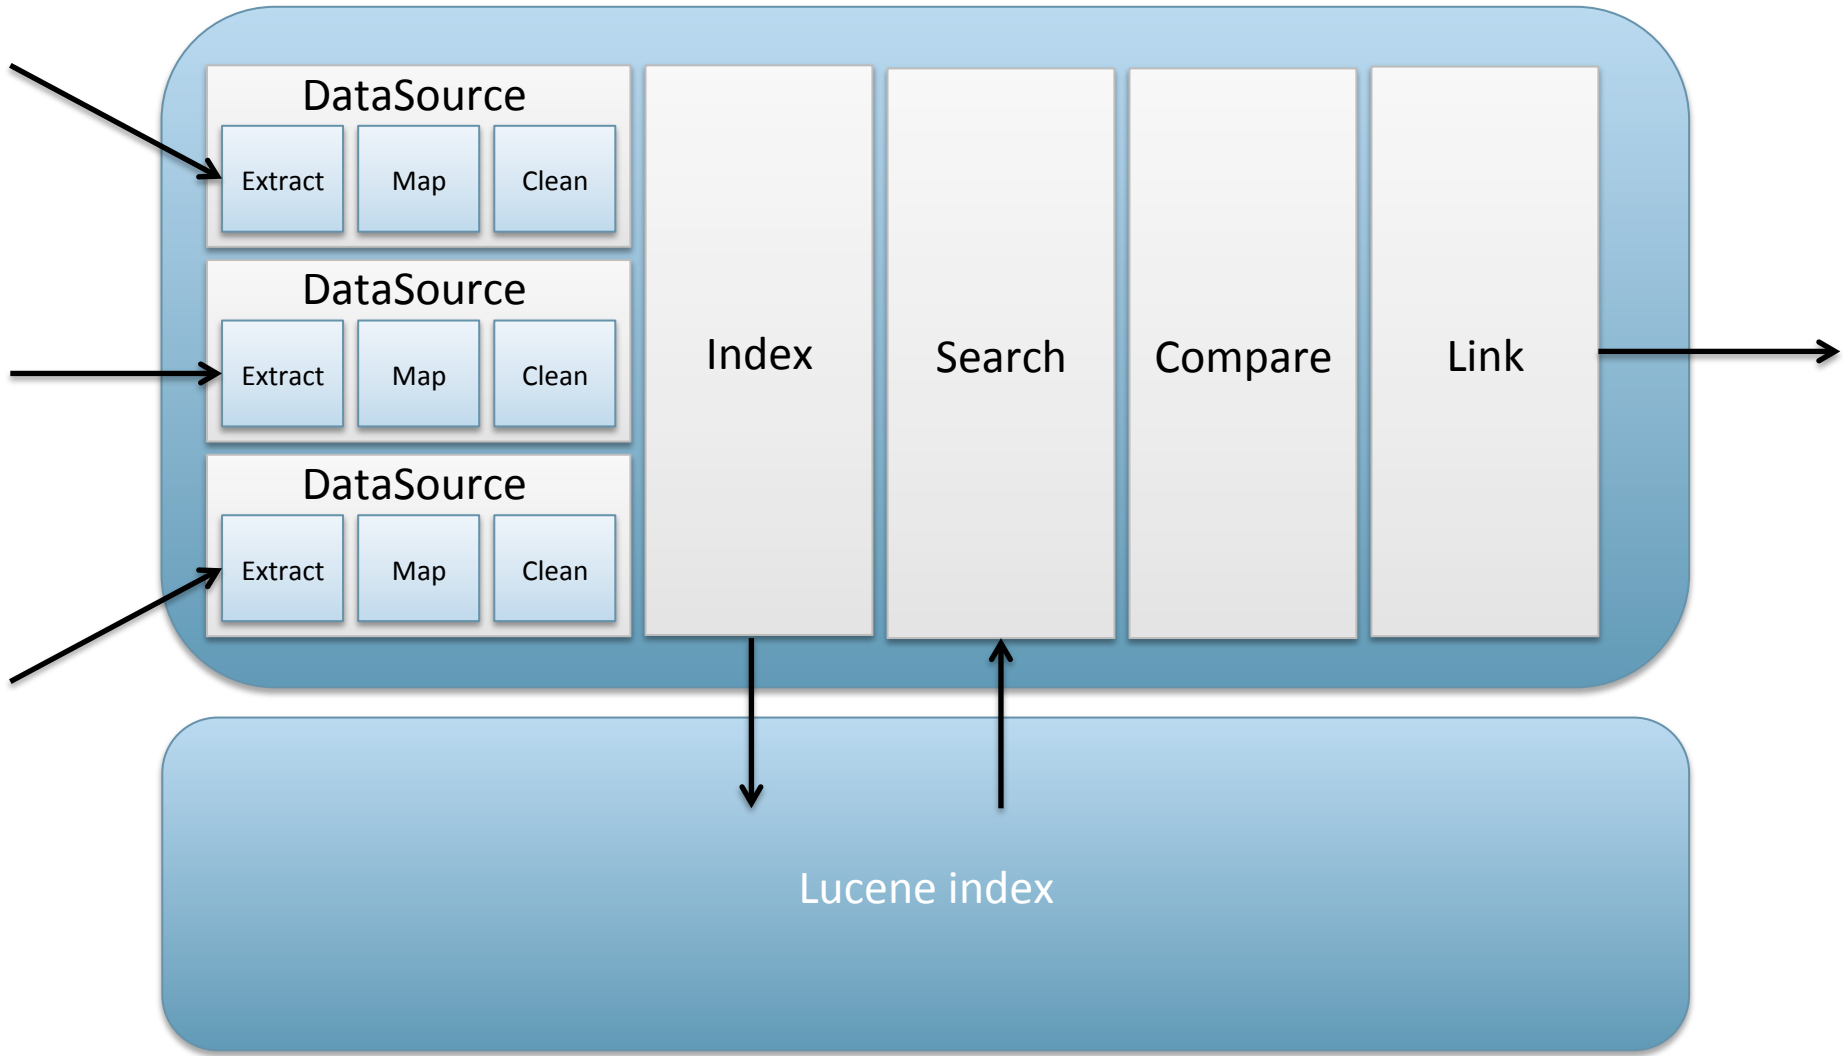 DataSource
Extract Map Clean
DataSource
Extract Map Clean
DataSource
Extract Map Clean
Index
Search
Compare
Link
Lucene index